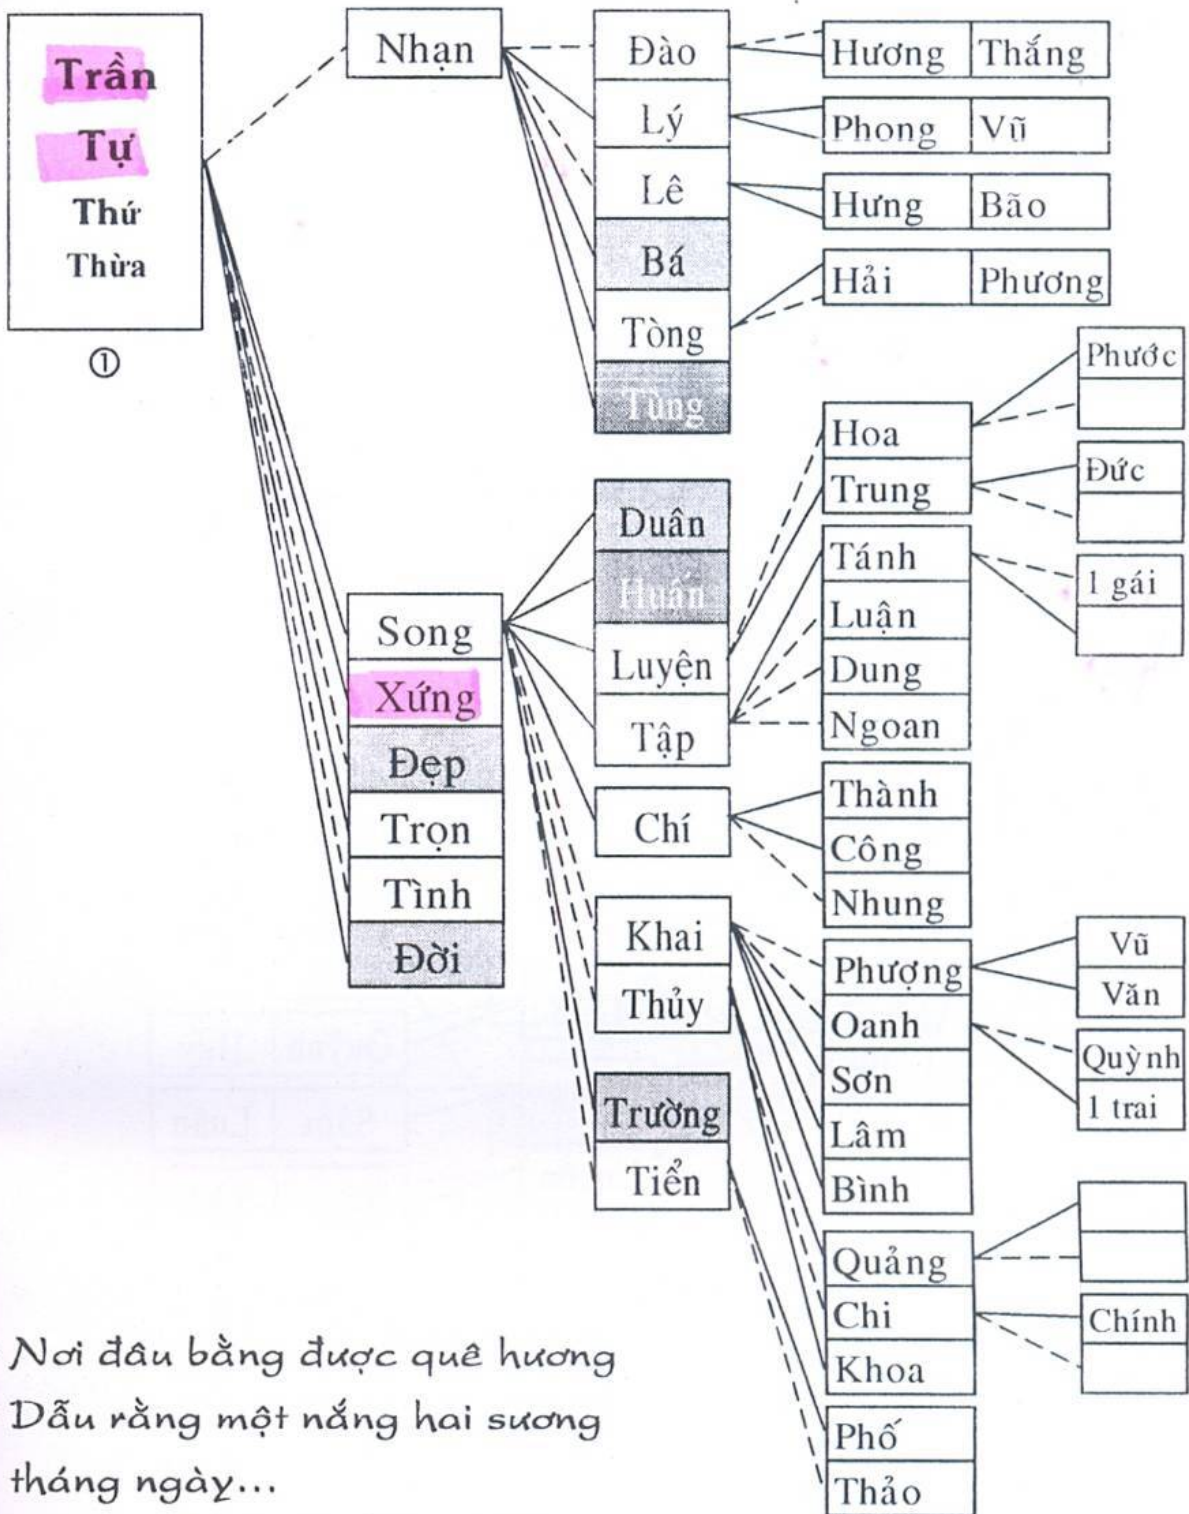 Trần
Tự
Thứ
Thừa
①
Nhạn
Đào
Lý
Lê
Bá
Tòng
Tùng
Hương Thắng
Phong Vũ
Hưng Bão
Hải Phương
Song
Xứng
Đẹp
Trọn
Tình
Đời
Duân
Huấn
Luyện
Tập
Chí
Khai
Thủy
Trường
Tiển
Hoa
Trung
Tánh
Luận
Dung
Ngoan
Thành
Công
Nhung
Phượng
Oanh
Sơn
Lâm
Bình
Quảng
Chi
Khoa
Phố
Thảo
Phước
Đức
1 gái
Vũ
Văn
Quỳnh
1 trai
Chính
Nơi đâu bằng được quê hương
Dẫu rằng một nắng hai sương
tháng ngày...